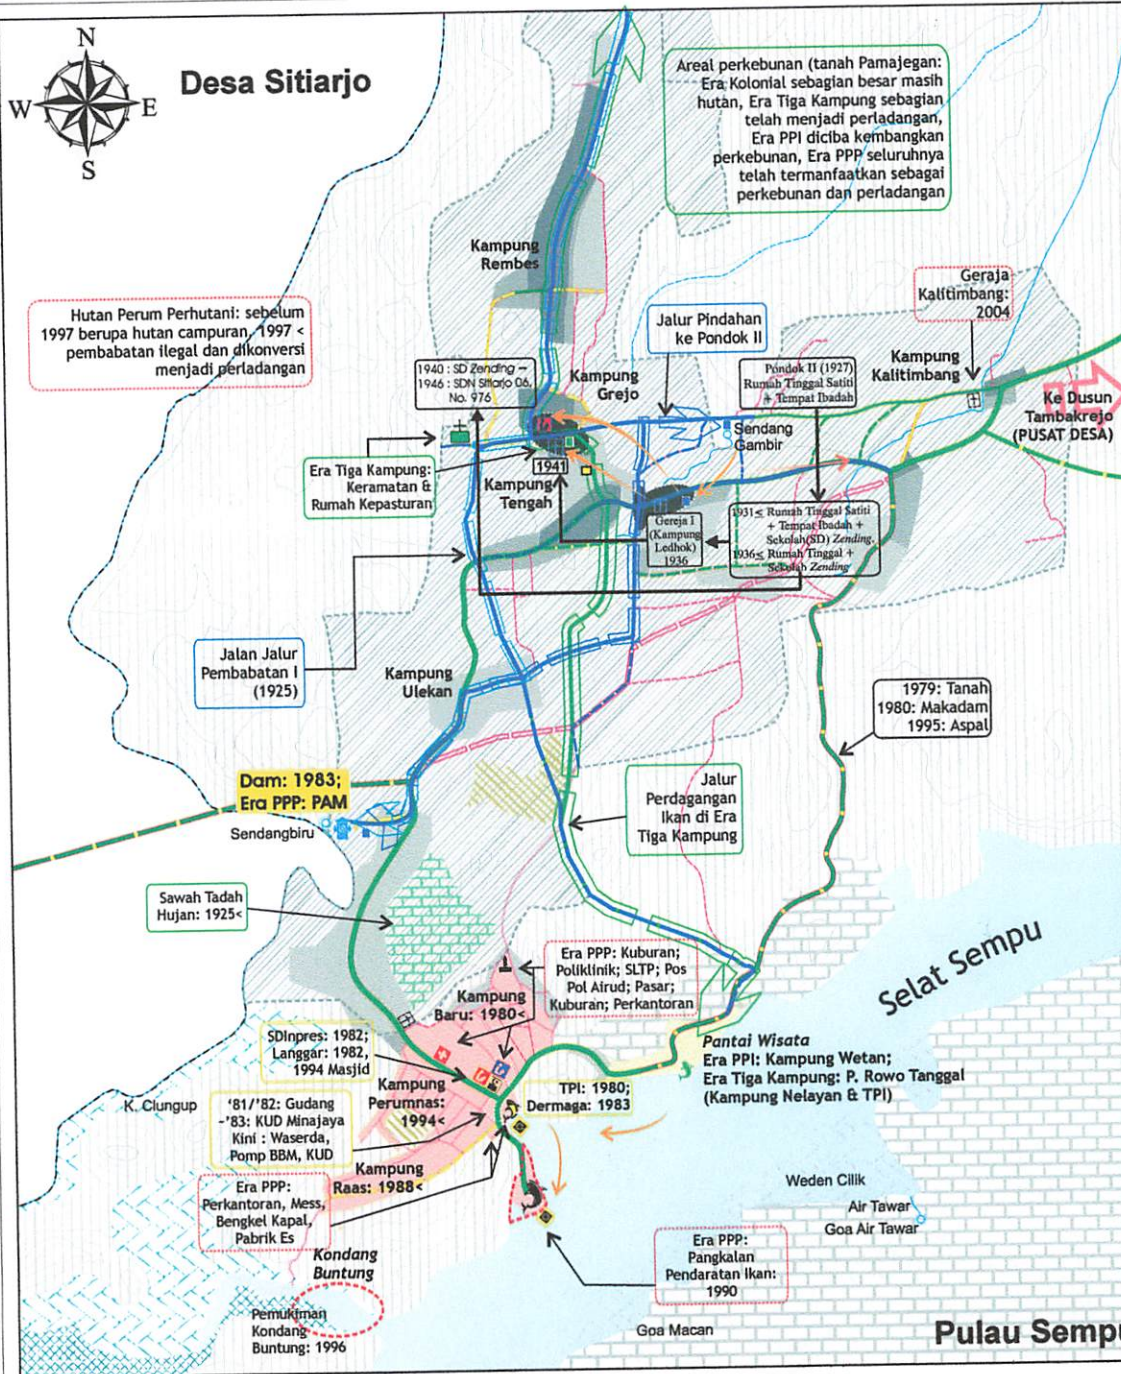 N
W
E
S
Desa Sitiarjo
Areal perkebunan (tanah Pamajegan:
Era Kolonial sebagian besar masih
hutan, Era Tiga Kampung sebagian
telah menjadi perladangan,
Era PPI diciba kembangkan
perkebunan, Era PPP seluruhnya
telah termanfaatkan sebagai
perkebunan dan perladangan
Kampung
Rembes
Geraja
Kalitimbang:
2004
Hutan Perum Perhutani: sebelum
1997 berupa hutan campuran, 1997 <
pembabatan ilegal dan dikonversi
menjadi perladangan
Jalur Pindahan
ke Pondok II
Kampung
Kalitimbang
1940 : SD Zending –
1946 : SDN Sitiarjo 06,
No. 976
Kampung
Grejo
Pondok II (1927)
Rumah Tinggal Satiti
+ Tempat Ibadah
Ke Dusun
Tambakrejo
(PUSAT DESA)
Sendang
Gambir
Era Tiga Kampung:
Keramatan &
Rumah Kepasturan
1941
Kampung
Tengah
Gereja I
(Kampung
Ledhok)
1936
1931≤ Rumah Tinggal Satiti
+ Tempat Ibadah +
Sekolah(SD) Zending.
1936≤ Rumah Tinggal +
Sekolah Zending
Jalan Jalur
Pembabatan I
(1925)
Kampung
Ulekan
1979: Tanah
1980: Makadam
1995: Aspal
Dam: 1983;
Era PPP: PAM
Sendangbiru
Jalur
Perdagangan
Ikan di Era
Tiga Kampung
Sawah Tadah
Hujan: 1925<
Selat Sempu
Era PPP: Kuburan;
Poliklinik; SLTP; Pos
Pol Airud; Pasar;
Kuburan; Perkantoran
Kampung
Baru: 1980<
SDInpres: 1982;
Langgar: 1982,
1994 Masjid
Pantai Wisata
Era PPI: Kampung Wetan;
Era Tiga Kampung: P. Rowo Tanggal
(Kampung Nelayan & TPI)
Kampung
Perumnas:
1994<
TPI: 1980;
Dermaga: 1983
K. Clungup
'81/'82: Gudang
~'83: KUD Minajaya
Kini : Waserda,
Pomp BBM, KUD
Kampung
Raas: 1988<
Era PPP:
Perkantoran, Mess,
Bengkel Kapal,
Pabrik Es
Weden Cilik
Air Tawar
Goa Air Tawar
Era PPP:
Pangkalan
Pendaratan Ikan:
1990
Kondang
Buntung
Pemukiman
Kondang
Buntung: 1996
Goa Macan
Pulau Sempu